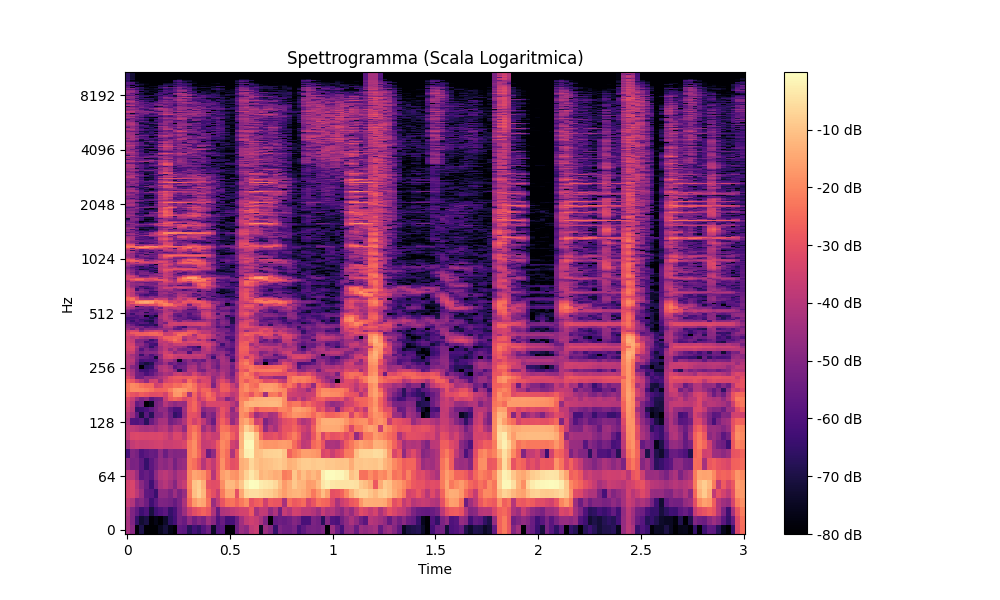 Spettrogramma (Scala Logaritmica)
8192
4096
2048
1024
512
256
128
64
0
Hz
0 0.5 1 1.5 2 2.5 3
Time
-10 dB
-20 dB
-30 dB
-40 dB
-50 dB
-60 dB
-70 dB
-80 dB